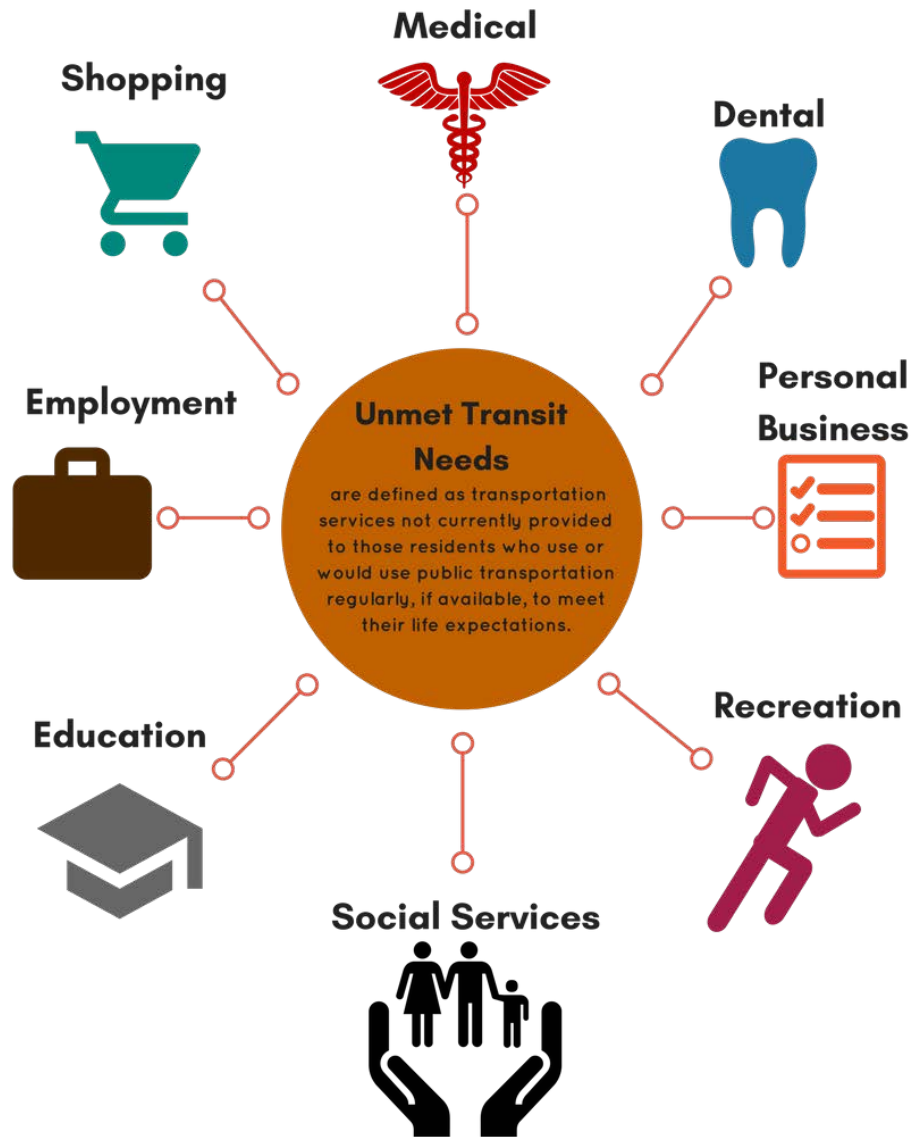 Medical
Shopping
Dental
Employment
Personal
Business
Unmet Transit
Needs
are defined as transportation
services not currently provided
to those residents who use or
would use public transportation
regularly, if available, to meet
their life expectations.
Education
Recreation
Social Services